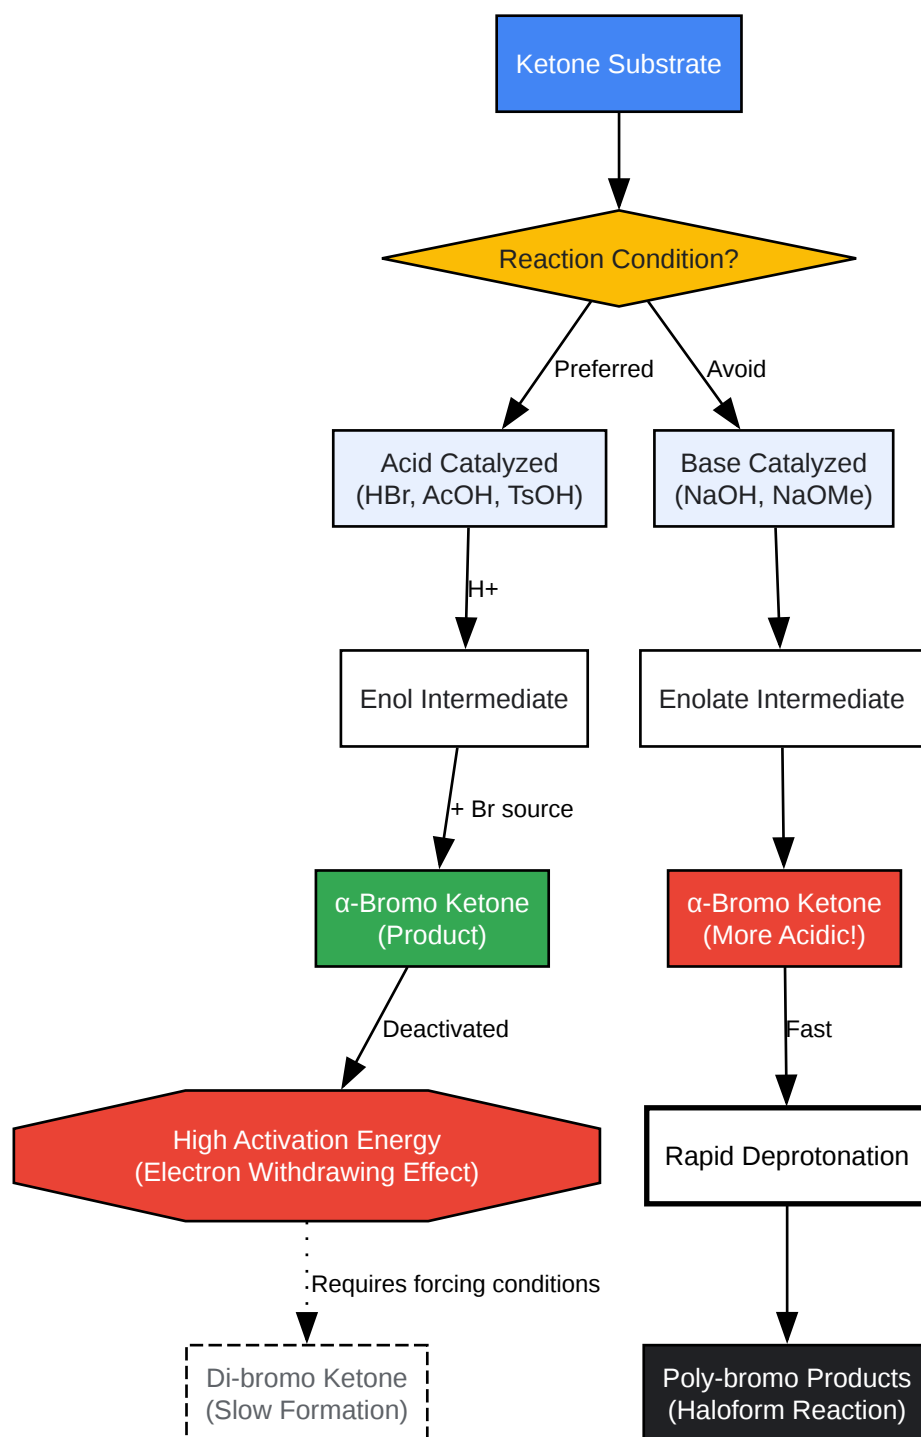 Ketone Substrate
Reaction Condition?
Preferred
Avoid
Acid Catalyzed
(HBr, AcOH, TsOH)
Base Catalyzed
(NaOH, NaOMe)
H+
Enol Intermediate
Enolate Intermediate
+ Br source
α-Bromo Ketone
(Product)
α-Bromo Ketone
(More Acidic!)
Deactivated
Fast
High Activation Energy
(Electron Withdrawing Effect)
Rapid Deprotonation
Requires forcing conditions
Di-bromo Ketone
(Slow Formation)
Poly-bromo Products
(Haloform Reaction)